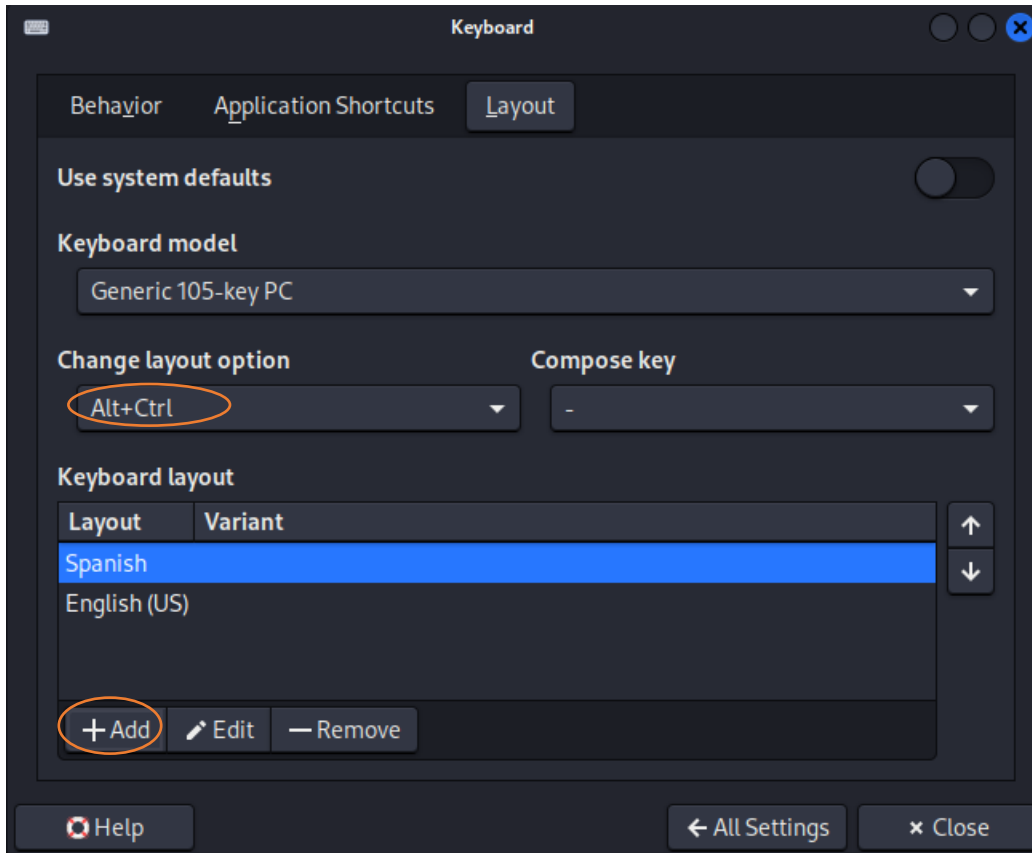 Keyboard
Behavior Application Shortcuts Layout
Use system defaults
Keyboard model
Generic 105-key PC
Change layout option Compose key
Alt+Ctrl -
Keyboard layout
Layout Variant
Spanish
English (US)
+Add Edit —Remove
Help ← All Settings × Close